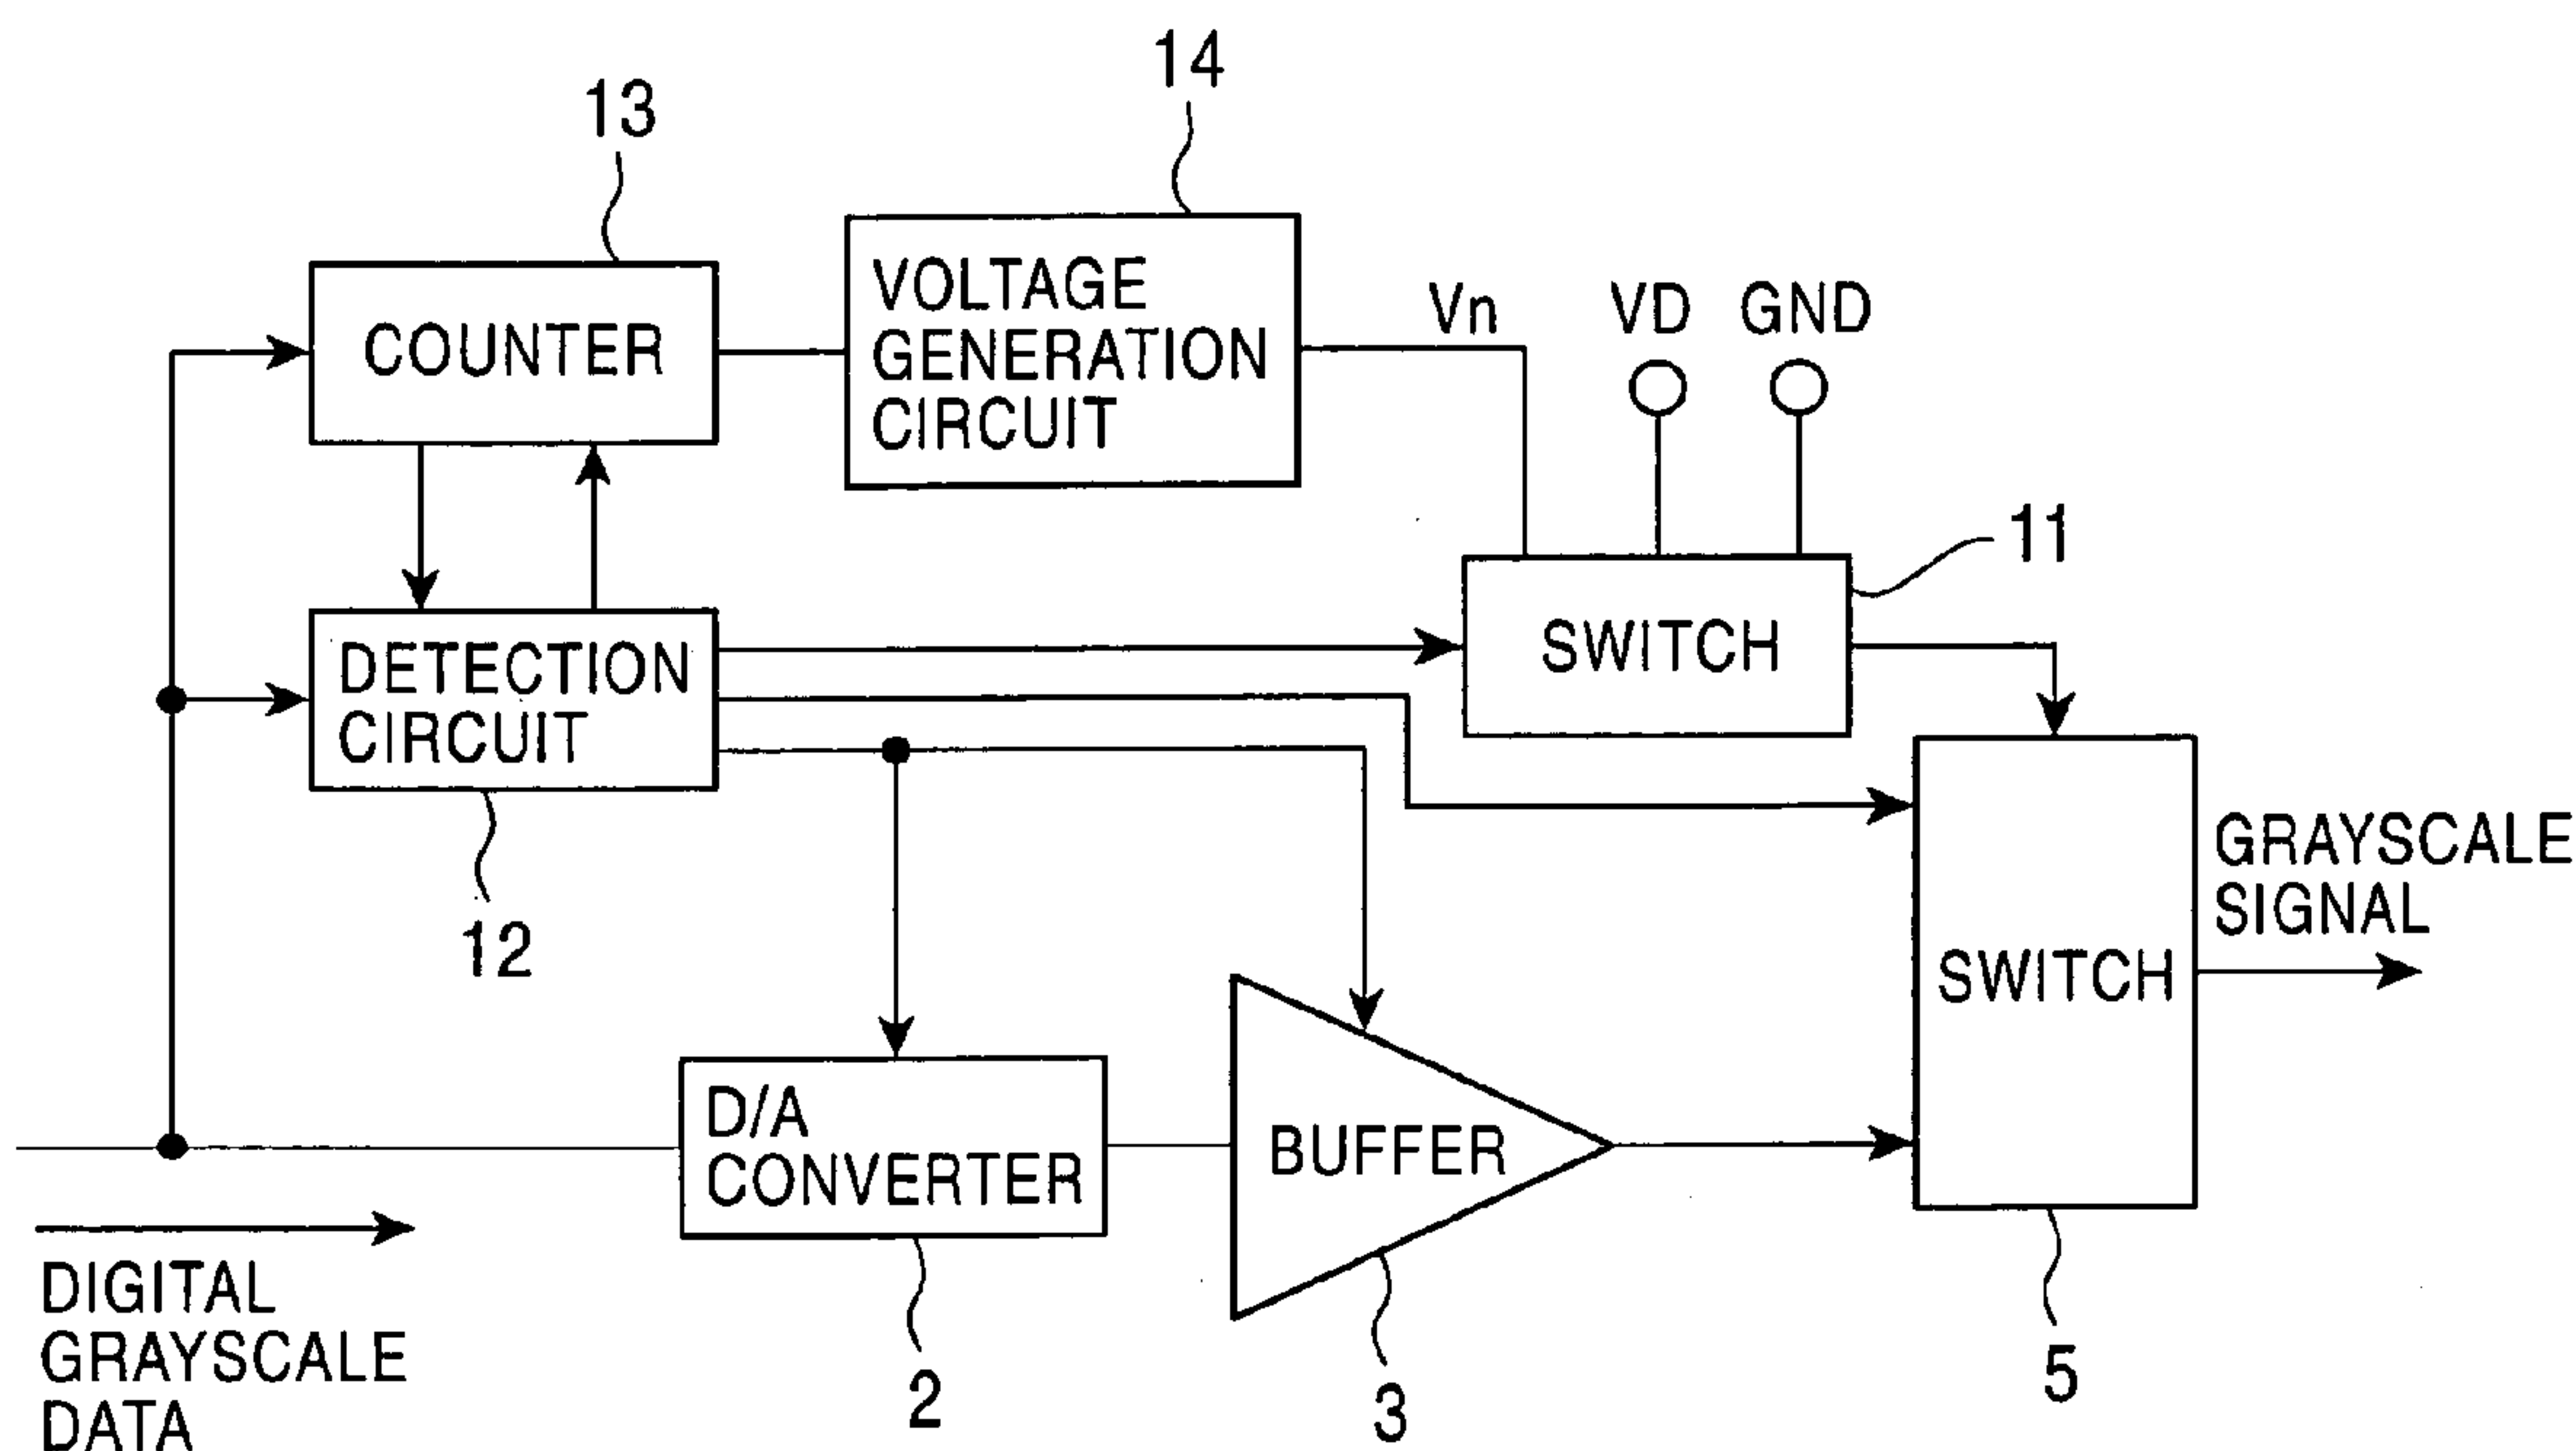 14
13
VOLTAGE
GENERATION
CIRCUIT
Vn
VD
GND
COUNTER
11
DETECTION
CIRCUIT
SWITCH
12
GRAYSCALE
SIGNAL
SWITCH
D/A
CONVERTER
BUFFER
DIGITAL
GRAYSCALE
DATA
2
3
5